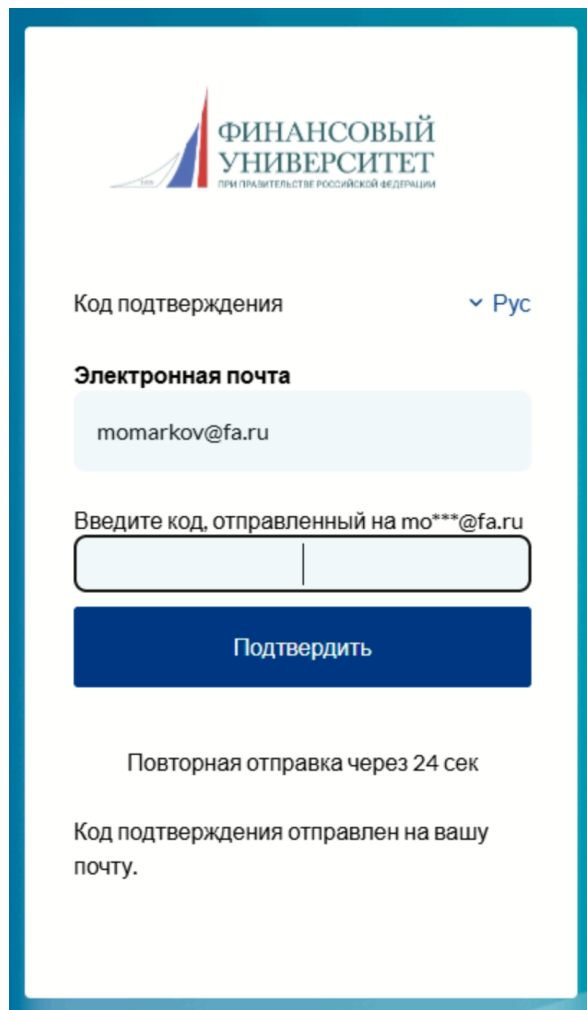 ФИНАНСОВЫЙ
УНИВЕРСИТЕТ
ПРИ ПРАВИТЕЛЬСТВЕ РОССИЙСКОЙ ФЕДЕРАЦИИ
Код подтверждения
Рус
Электронная почта
momarkov@fa.ru
Введите код, отправленный на mo***@fa.ru
Подтвердить
Повторная отправка через 24 сек
Код подтверждения отправлен на вашу
почту.